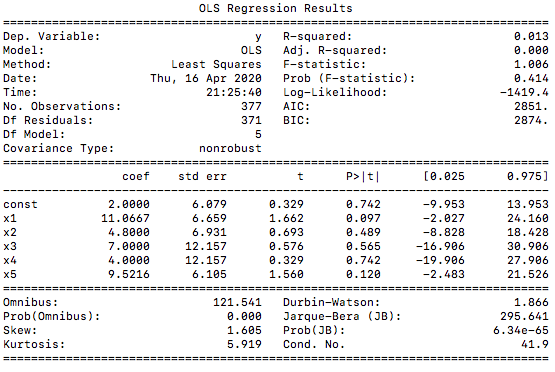 OLS Regression Results
==============================================================================
Dep. Variable:                      y   R-squared:                       0.013
Model:                            OLS   Adj. R-squared:                  0.000
Method:                 Least Squares   F-statistic:                     1.006
Date:                Thu, 16 Apr 2020   Prob (F-statistic):              0.414
Time:                        21:25:40   Log-Likelihood:                -1419.4
No. Observations:                 377   AIC:                             2851.
Df Residuals:                     371   BIC:                             2874.
Df Model:                           5
Covariance Type:            nonrobust
==============================================================================
                 coef    std err          t      P>|t|      [0.025      0.975]
------------------------------------------------------------------------------
const          2.0000      6.079      0.329      0.742      -9.953      13.953
x1            11.0667      6.659      1.662      0.097      -2.027      24.160
x2             4.8000      6.931      0.693      0.489      -8.828      18.428
x3             7.0000     12.157      0.576      0.565     -16.906      30.906
x4             4.0000     12.157      0.329      0.742     -19.906      27.906
x5             9.5216      6.105      1.560      0.120      -2.483      21.526
==============================================================================
Omnibus:                      121.541   Durbin-Watson:                   1.866
Prob(Omnibus):                  0.000   Jarque-Bera (JB):              295.641
Skew:                           1.605   Prob(JB):                     6.34e-65
Kurtosis:                       5.919   Cond. No.                         41.9
==============================================================================